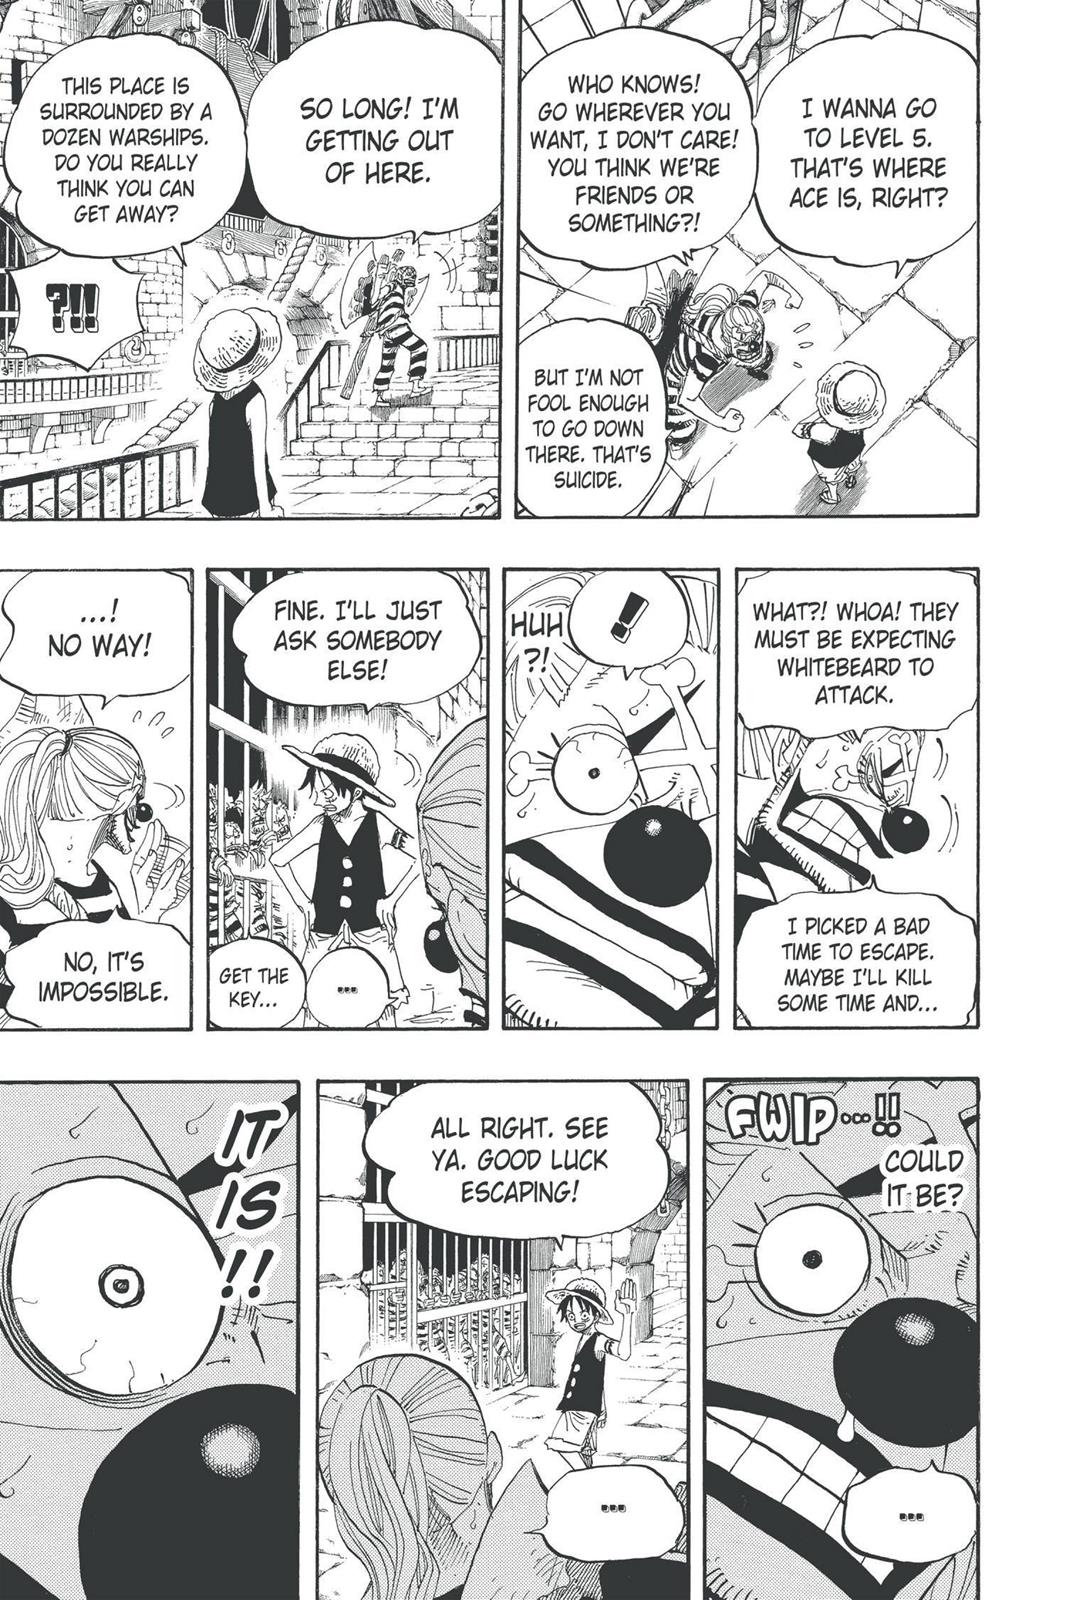 I WANNA GO
TO LEVEL 5.
THAT'S WHERE
ACE IS, RIGHT?
WHO KNOWS!
GO WHEREVER YOU
WANT, I DON'T CARE!
YOU THINK WE'RE
FRIENDS OR
SOMETHING?!
BUT I'M NOT
FOOL ENOUGH
TO GO DOWN
THERE. THAT'S
SUICIDE.
SO LONG! I'M
GETTING OUT
OF HERE.
THIS PLACE IS
SURROUNDED BY A
DOZEN WARSHIPS.
DO YOU REALLY
THINK YOU CAN
GET AWAY?
?!!
WHAT?! WHOA! THEY
MUST BE EXPECTING
WHITEBEARD TO
ATTACK.
I PICKED A BAD
TIME TO ESCAPE.
MAYBE I'LL KILL
SOME TIME AND...
!
HUH
?!
FINE. I'LL JUST
ASK SOMEBODY
ELSE!
...
GET THE
KEY...
...!
NO WAY!
NO, IT'S
IMPOSSIBLE.
FWIP...!!
COULD
IT BE?
...
ALL RIGHT. SEE
YA. GOOD LUCK
ESCAPING!
...
IT
IS!!